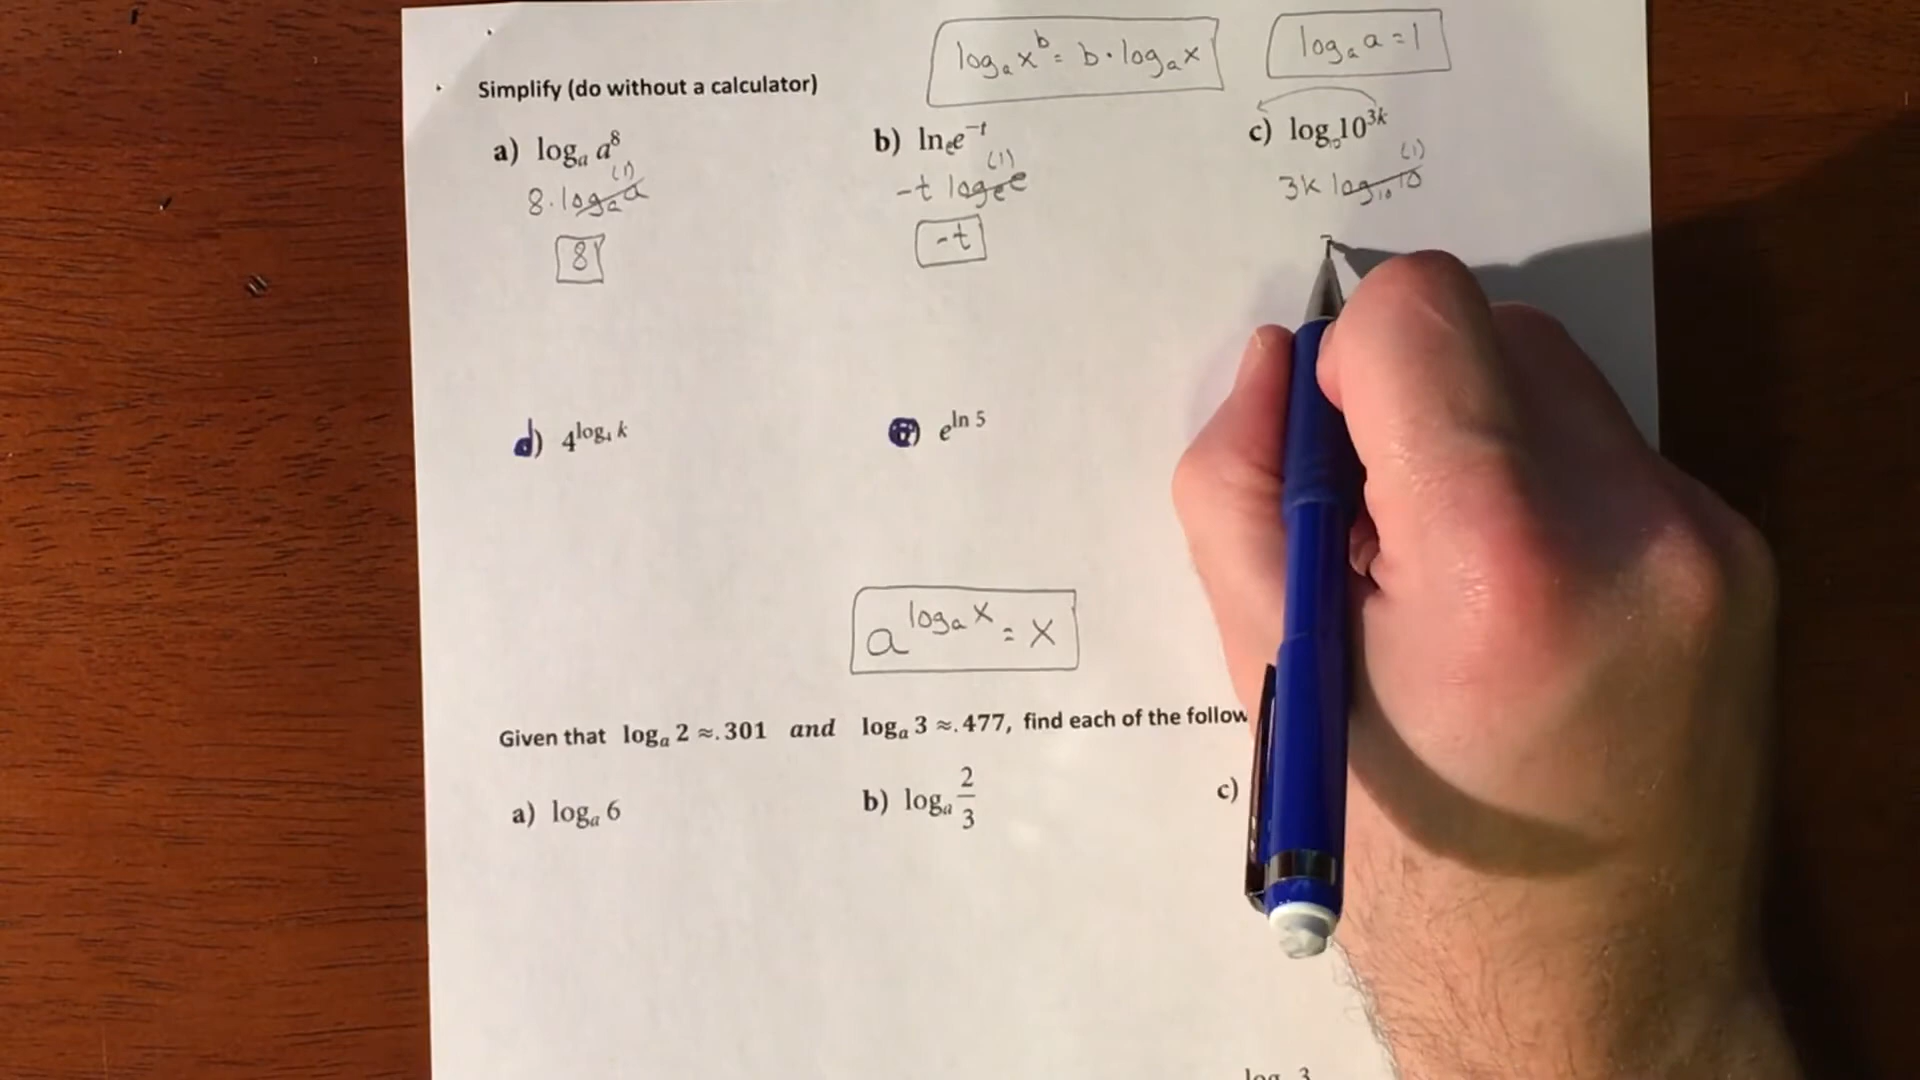 log_a x^b = b · log_a x
log_a a = 1
Simplify (do without a calculator)
a) log_a a^8
b) ln_e e^-t
c) log_10 10^3k
8 · log_a a (1)
-t log_e e (1)
3k log_10 10 (1)
8
-t
d) 4^log_4 k
e^ln 5
a^log_a x = x
Given that log_a 2 ≈ .301 and log_a 3 ≈ .477, find each of the follow
a) log_a 6
b) log_a 2/3
c)
log 3